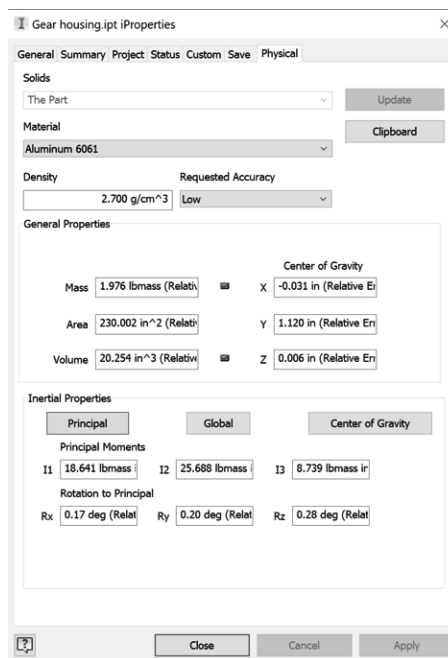 Gear housing.ipt iProperties
General Summary Project Status Custom Save Physical
Solids
The Part
Update
Material
Clipboard
Aluminum 6061
Density Requested Accuracy
2.700 g/cm^3 Low
General Properties
Center of Gravity
Mass 1.976 lbmass (Relativ X -0.031 in (Relative Er
Area 230.002 in^2 (Relativ Y 1.120 in (Relative Err
Volume 20.254 in^3 (Relative Z 0.006 in (Relative Err
Inertial Properties
Principal Global Center of Gravity
Principal Moments
I1 18.641 lbmass i I2 25.688 lbmass i I3 8.739 lbmass ir
Rotation to Principal
Rx 0.17 deg (Relat Ry 0.20 deg (Relat Rz 0.28 deg (Relat
? Close Cancel Apply